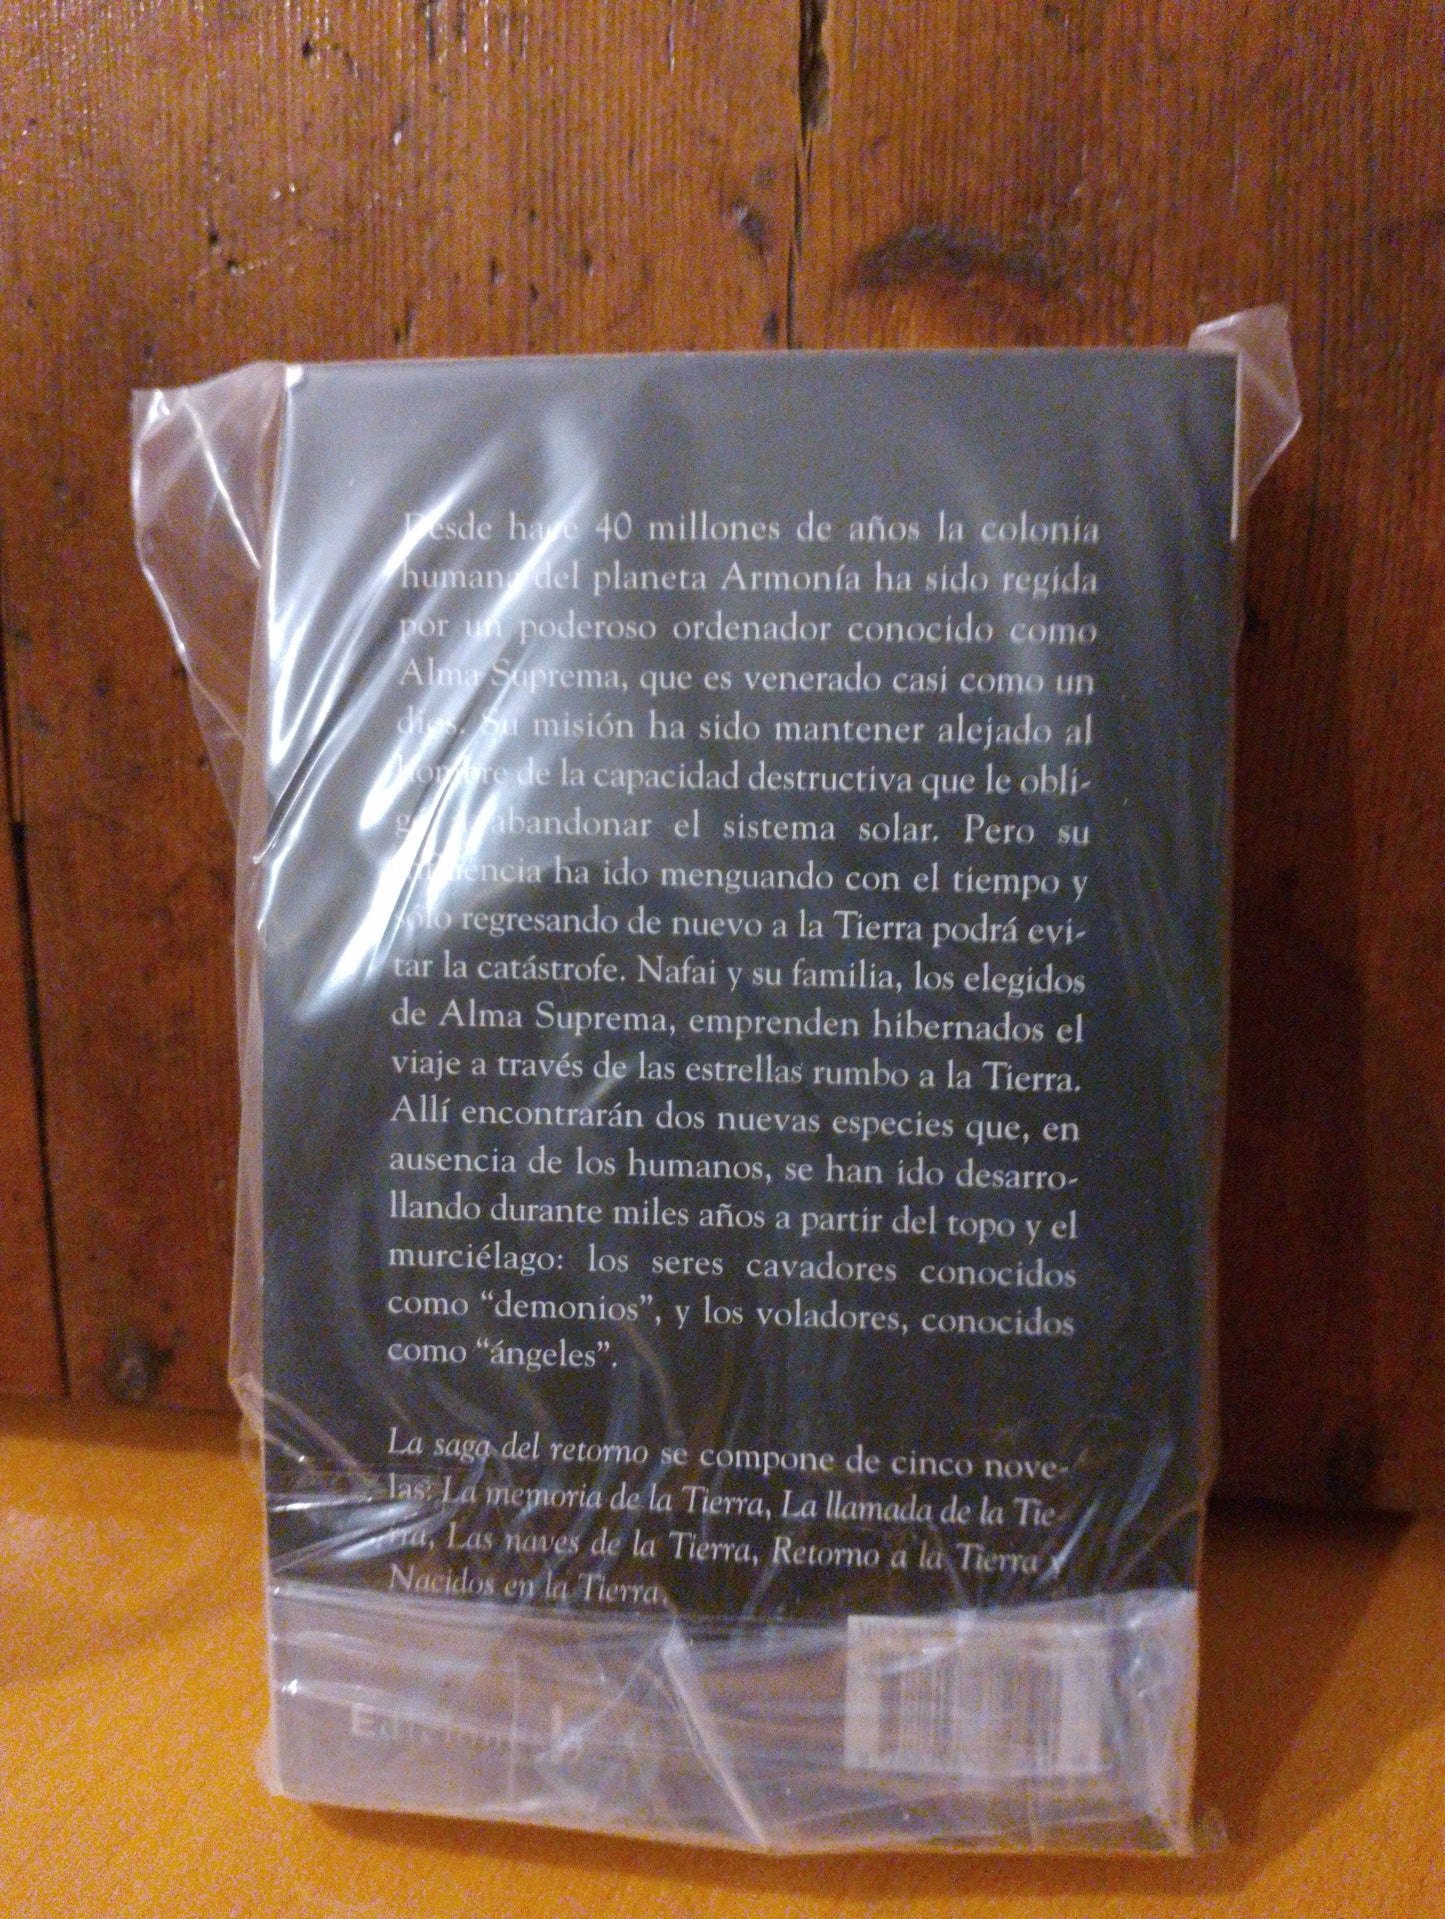 Desde hace 40 millones de años la colonia
humana del planeta Armonía ha sido regida
por un poderoso ordenador conocido como
Alma Suprema, que es venerado casi como un
dios. Su misión ha sido mantener alejado al
hombre de la capacidad destructiva que le obli-
abandonar el sistema solar. Pero su
influencia ha ido menguando con el tiempo y
sólo regresando de nuevo a la Tierra podrá evi-
tar la catástrofe. Nafai y su familia, los elegidos
de Alma Suprema, emprenden hibernados el
viaje a través de las estrellas rumbo a la Tierra.
Allí encontrarán dos nuevas especies que, en
ausencia de los humanos, se han ido desarro-
llando durante miles años a partir del topo y el
murciélago: los seres cavadores conocidos
como “demonios”, y los voladores, conocidos
como “ángeles”.
La saga del retorno se compone de cinco nove-
las: La memoria de la Tierra, La llamada de la Tie-
rra, Las naves de la Tierra, Retorno a la Tierra y
Nacidos en la Tierra.